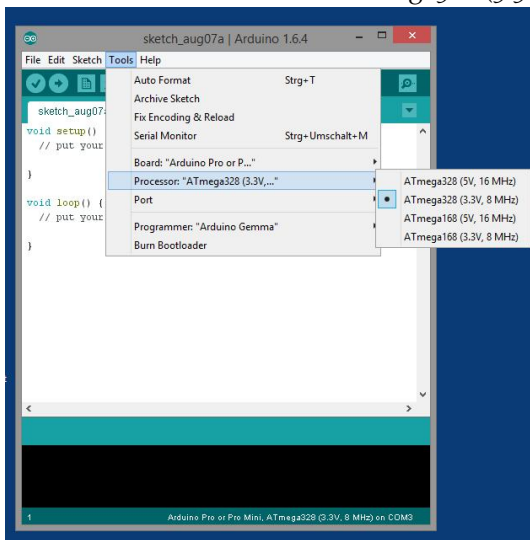 sketch_aug07a | Arduino 1.6.4
File Edit Sketch Tools Help
sketch_aug07
void setup()
// put your
}
void loop() {
// put your
}
Auto Format Strg+T
Archive Sketch
Fix Encoding & Reload
Serial Monitor Strg+Umschalt+M
Board: "Arduino Pro or P..."
Processor: "ATmega328 (3.3V,..."
Port
Programmer: "Arduino Gemma"
Burn Bootloader
ATmega328 (5V, 16 MHz)
ATmega328 (3.3V, 8 MHz)
ATmega168 (5V, 16 MHz)
ATmega168 (3.3V, 8 MHz)
1 Arduino Pro or Pro Mini, ATmega328 (3.3V, 8 MHz) on COM3